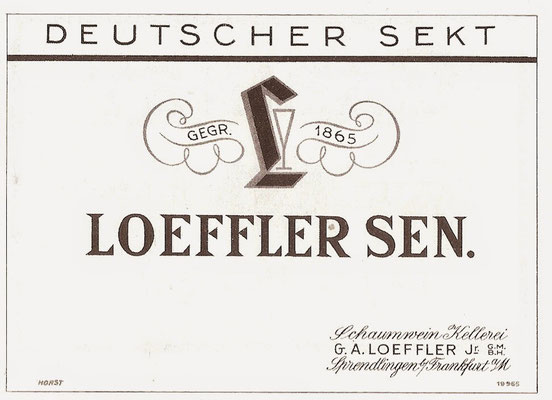 DEUTSCHER SEKT
L
GEGR. 1865
LOEFFLER SEN.
Schaumwein-Kellerei
G. A. LOEFFLER Jr. G.M.B.H.
Sprendlingen b/Frankfurt a/M
HORST 19965